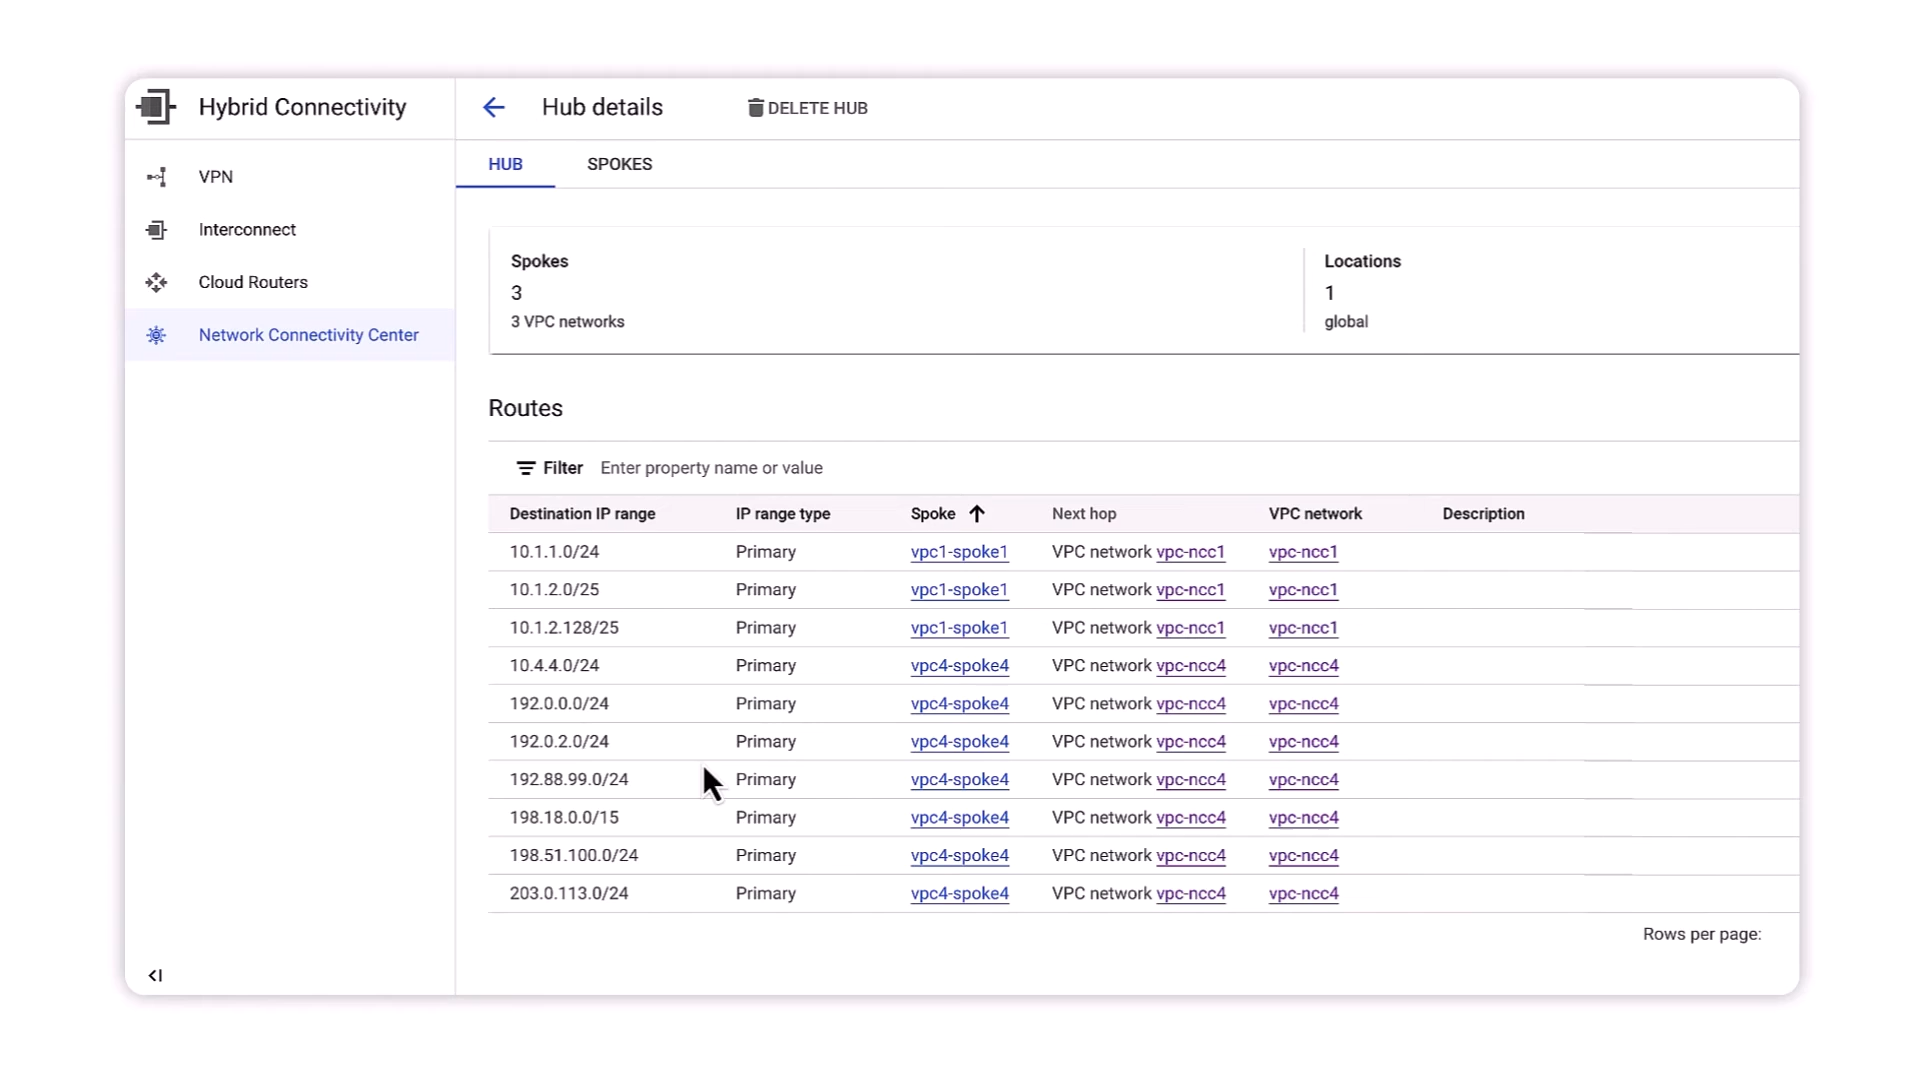 Hybrid Connectivity
Hub details
DELETE HUB
VPN
Interconnect
Cloud Routers
Network Connectivity Center
HUB SPOKES
Spokes
3
3 VPC networks
Locations
1
global
Routes
Filter Enter property name or value
Destination IP range IP range type Spoke Next hop VPC network Description
10.1.1.0/24 Primary vpc1-spoke1 VPC network vpc-ncc1 vpc-ncc1
10.1.2.0/25 Primary vpc1-spoke1 VPC network vpc-ncc1 vpc-ncc1
10.1.2.128/25 Primary vpc1-spoke1 VPC network vpc-ncc1 vpc-ncc1
10.4.4.0/24 Primary vpc4-spoke4 VPC network vpc-ncc4 vpc-ncc4
192.0.0.0/24 Primary vpc4-spoke4 VPC network vpc-ncc4 vpc-ncc4
192.0.2.0/24 Primary vpc4-spoke4 VPC network vpc-ncc4 vpc-ncc4
192.88.99.0/24 Primary vpc4-spoke4 VPC network vpc-ncc4 vpc-ncc4
198.18.0.0/15 Primary vpc4-spoke4 VPC network vpc-ncc4 vpc-ncc4
198.51.100.0/24 Primary vpc4-spoke4 VPC network vpc-ncc4 vpc-ncc4
203.0.113.0/24 Primary vpc4-spoke4 VPC network vpc-ncc4 vpc-ncc4
Rows per page: